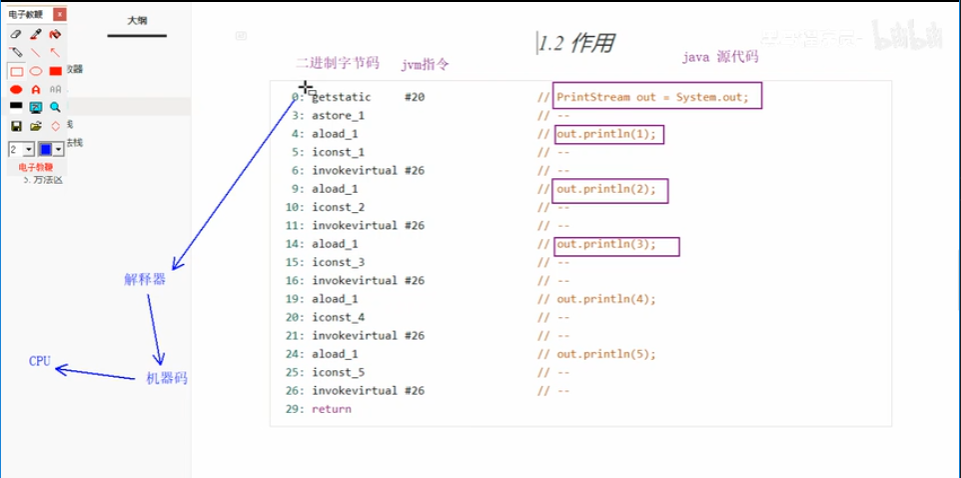 电子教鞭
大纲
1.2 作用
bilibili
二进制字节码 jvm指令
java 源代码
收器
线
法栈
2
电子教鞭
5. 方法区
0: getstatic #20 // PrintStream out = System.out;
3: astore_1 // --
4: aload_1 // out.println(1);
5: iconst_1 // --
6: invokevirtual #26 // --
9: aload_1 // out.println(2);
10: iconst_2 // --
11: invokevirtual #26 // --
14: aload_1 // out.println(3);
15: iconst_3 // --
16: invokevirtual #26 // --
19: aload_1 // out.println(4);
20: iconst_4 // --
21: invokevirtual #26 // --
24: aload_1 // out.println(5);
25: iconst_5 // --
26: invokevirtual #26 // --
29: return
解释器
CPU
机器码